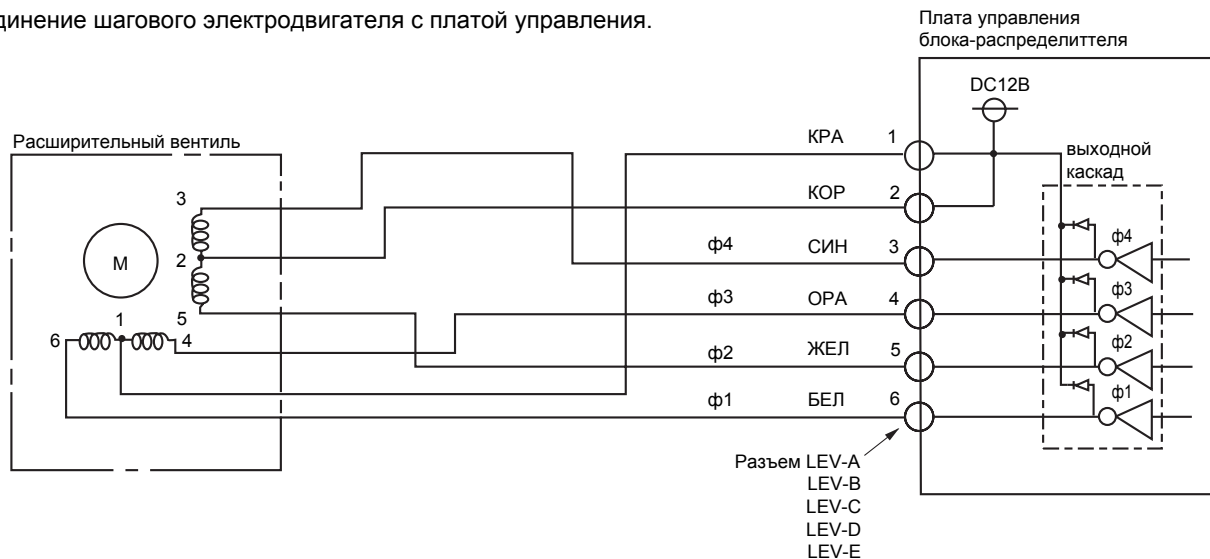 динение шагового электродвигателя с платой управления.
Плата управления
блока-распределиттеля
DC12В
Расширительный вентиль
выходной
каскад
КРА 1
КОР 2
ф4 СИН 3
ф3 ОРА 4
ф2 ЖЕЛ 5
ф1 БЕЛ 6
3
2
5
М
1
6
4
ф4
ф3
ф2
ф1
Разъем LEV-A
LEV-B
LEV-C
LEV-D
LEV-E